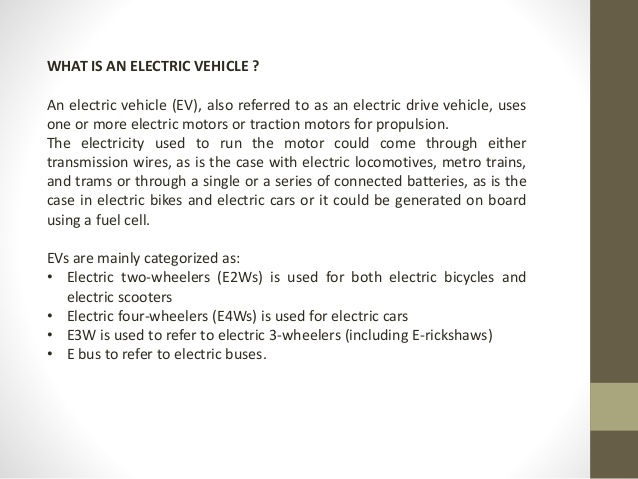 WHAT IS AN ELECTRIC VEHICLE ?
An electric vehicle (EV), also referred to as an electric drive vehicle, uses
one or more electric motors or traction motors for propulsion.
The electricity used to run the motor could come through either
transmission wires, as is the case with electric locomotives, metro trains,
and trams or through a single or a series of connected batteries, as is the
case in electric bikes and electric cars or it could be generated on board
using a fuel cell.
EVs are mainly categorized as:
• Electric two-wheelers (E2Ws) is used for both electric bicycles and
electric scooters
• Electric four-wheelers (E4Ws) is used for electric cars
• E3W is used to refer to electric 3-wheelers (including E-rickshaws)
• E bus to refer to electric buses.